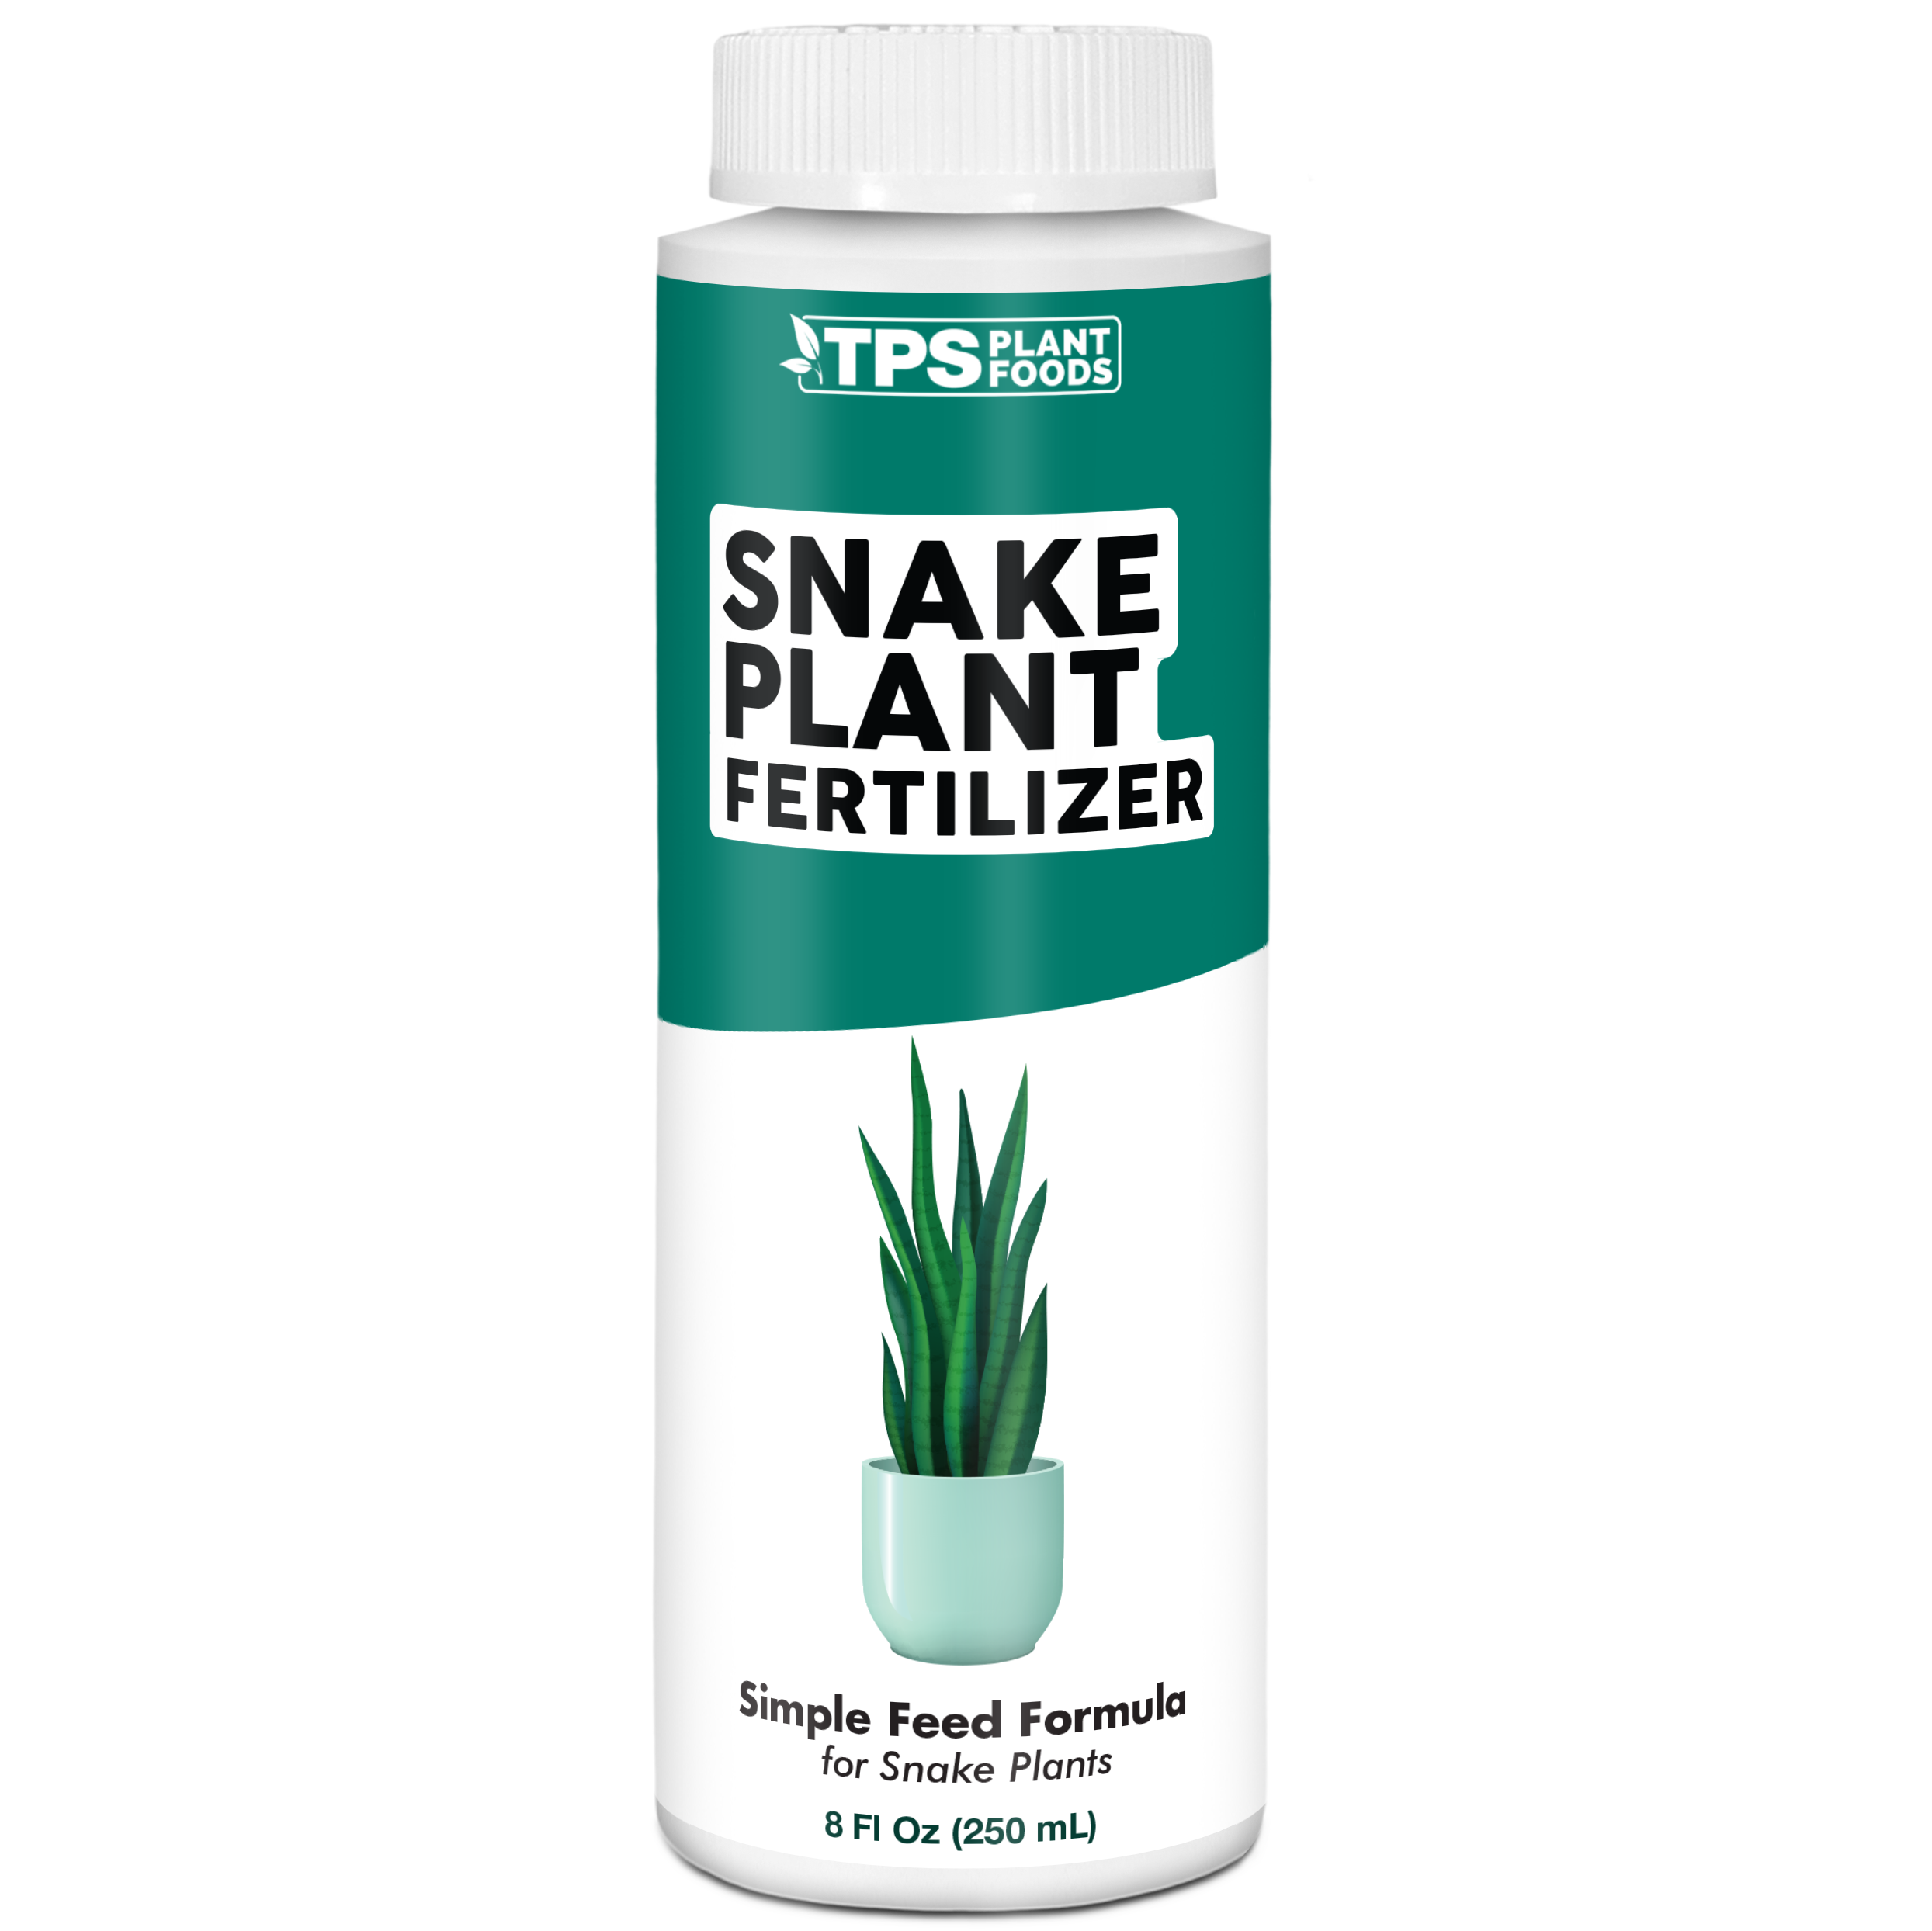 TPS PLANT FOODS
SNAKE
PLANT
FERTILIZER
Simple Feed Formula
for Snake Plants
8 Fl Oz (250 mL)